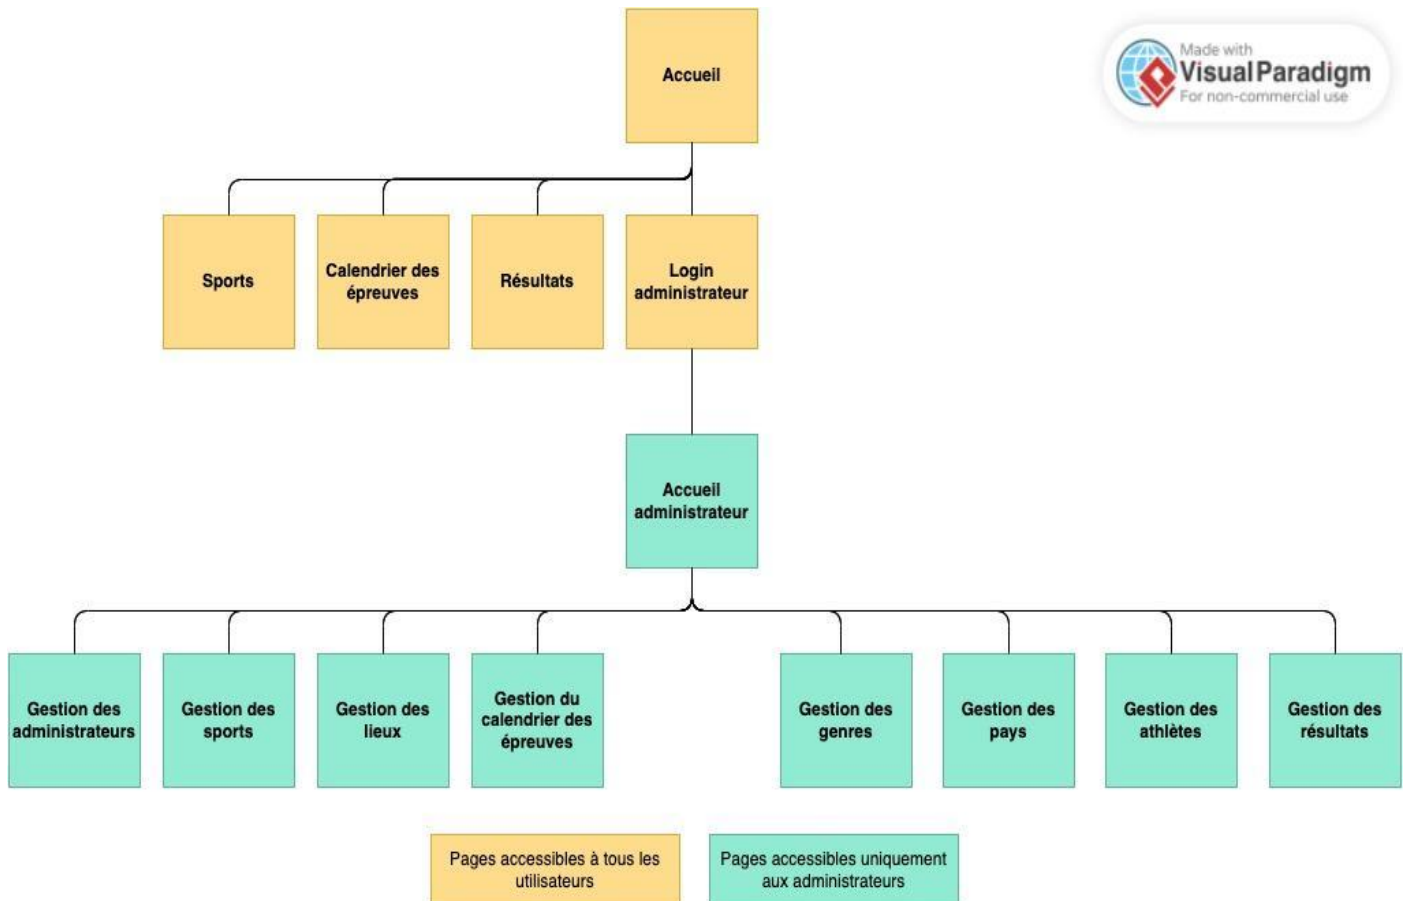 Accueil
Made with
Visual Paradigm
For non-commercial use
Sports
Calendrier des
épreuves
Résultats
Login
administrateur
Accueil
administrateur
Gestion des
administrateurs
Gestion des
sports
Gestion des
lieux
Gestion du
calendrier des
épreuves
Gestion des
genres
Gestion des
pays
Gestion des
athlètes
Gestion des
résultats
Pages accessibles à tous les
utilisateurs
Pages accessibles uniquement
aux administrateurs